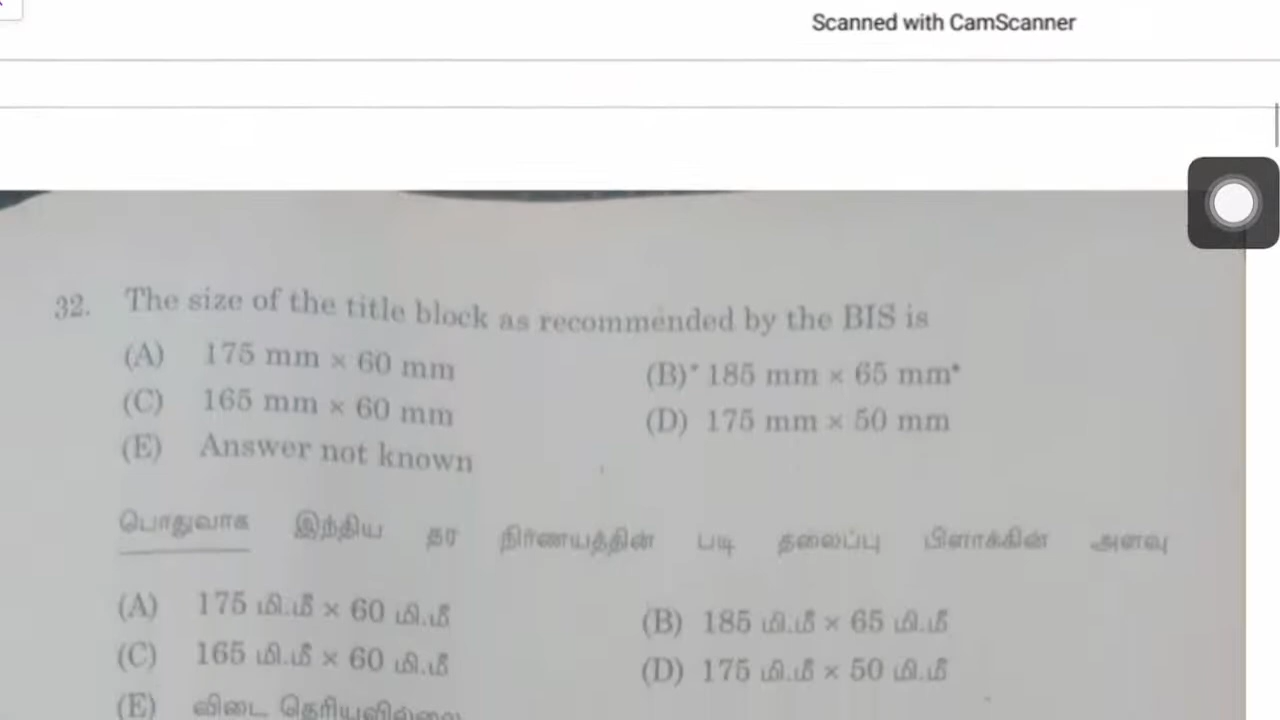 Scanned with CamScanner
32. The size of the title block as recommended by the BIS is
(A) 175 mm × 60 mm (B)* 185 mm × 65 mm*
(C) 165 mm × 60 mm (D) 175 mm × 50 mm
(E) Answer not known
பொதுவாக இந்திய தர நிர்ணயத்தின் படி தலைப்பு பிளாக்கின் அளவு
(A) 175 மி.மீ × 60 மி.மீ (B) 185 மி.மீ × 65 மி.மீ
(C) 165 மி.மீ × 60 மி.மீ (D) 175 மி.மீ × 50 மி.மீ
(E) விடை தெரியவில்லை